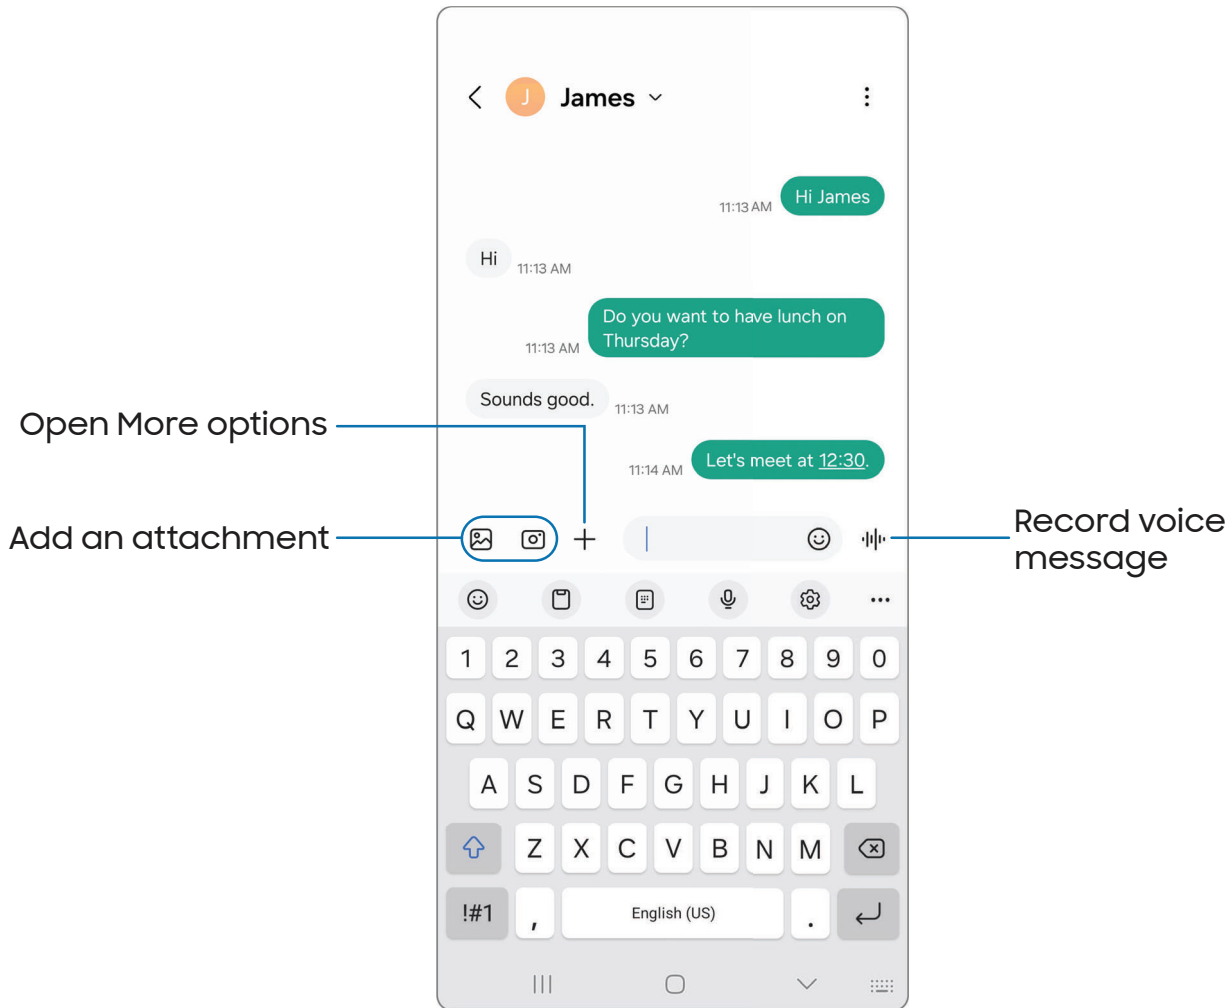 J James
Hi James
11:13 AM
Hi
11:13 AM
Do you want to have lunch on
Thursday?
11:13 AM
Sounds good.
11:13 AM
Open More options
Let's meet at 12:30.
11:14 AM
Add an attachment
Record voice
message
1 2 3 4 5 6 7 8 9 0
Q W E R T Y U I O P
A S D F G H J K L
Z X C V B N M
!#1 , English (US) .